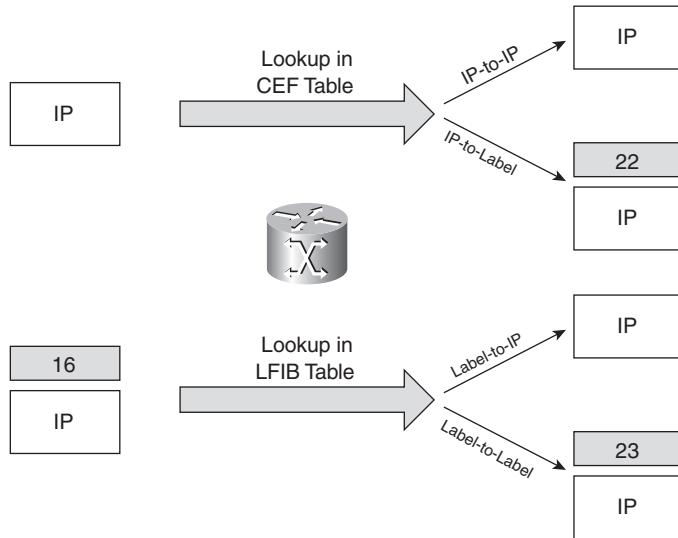 IP
Lookup in
CEF Table
IP-to-IP
IP
IP-to-Label
22
IP
16
IP
Lookup in
LFIB Table
Label-to-IP
IP
Label-to-Label
23
IP